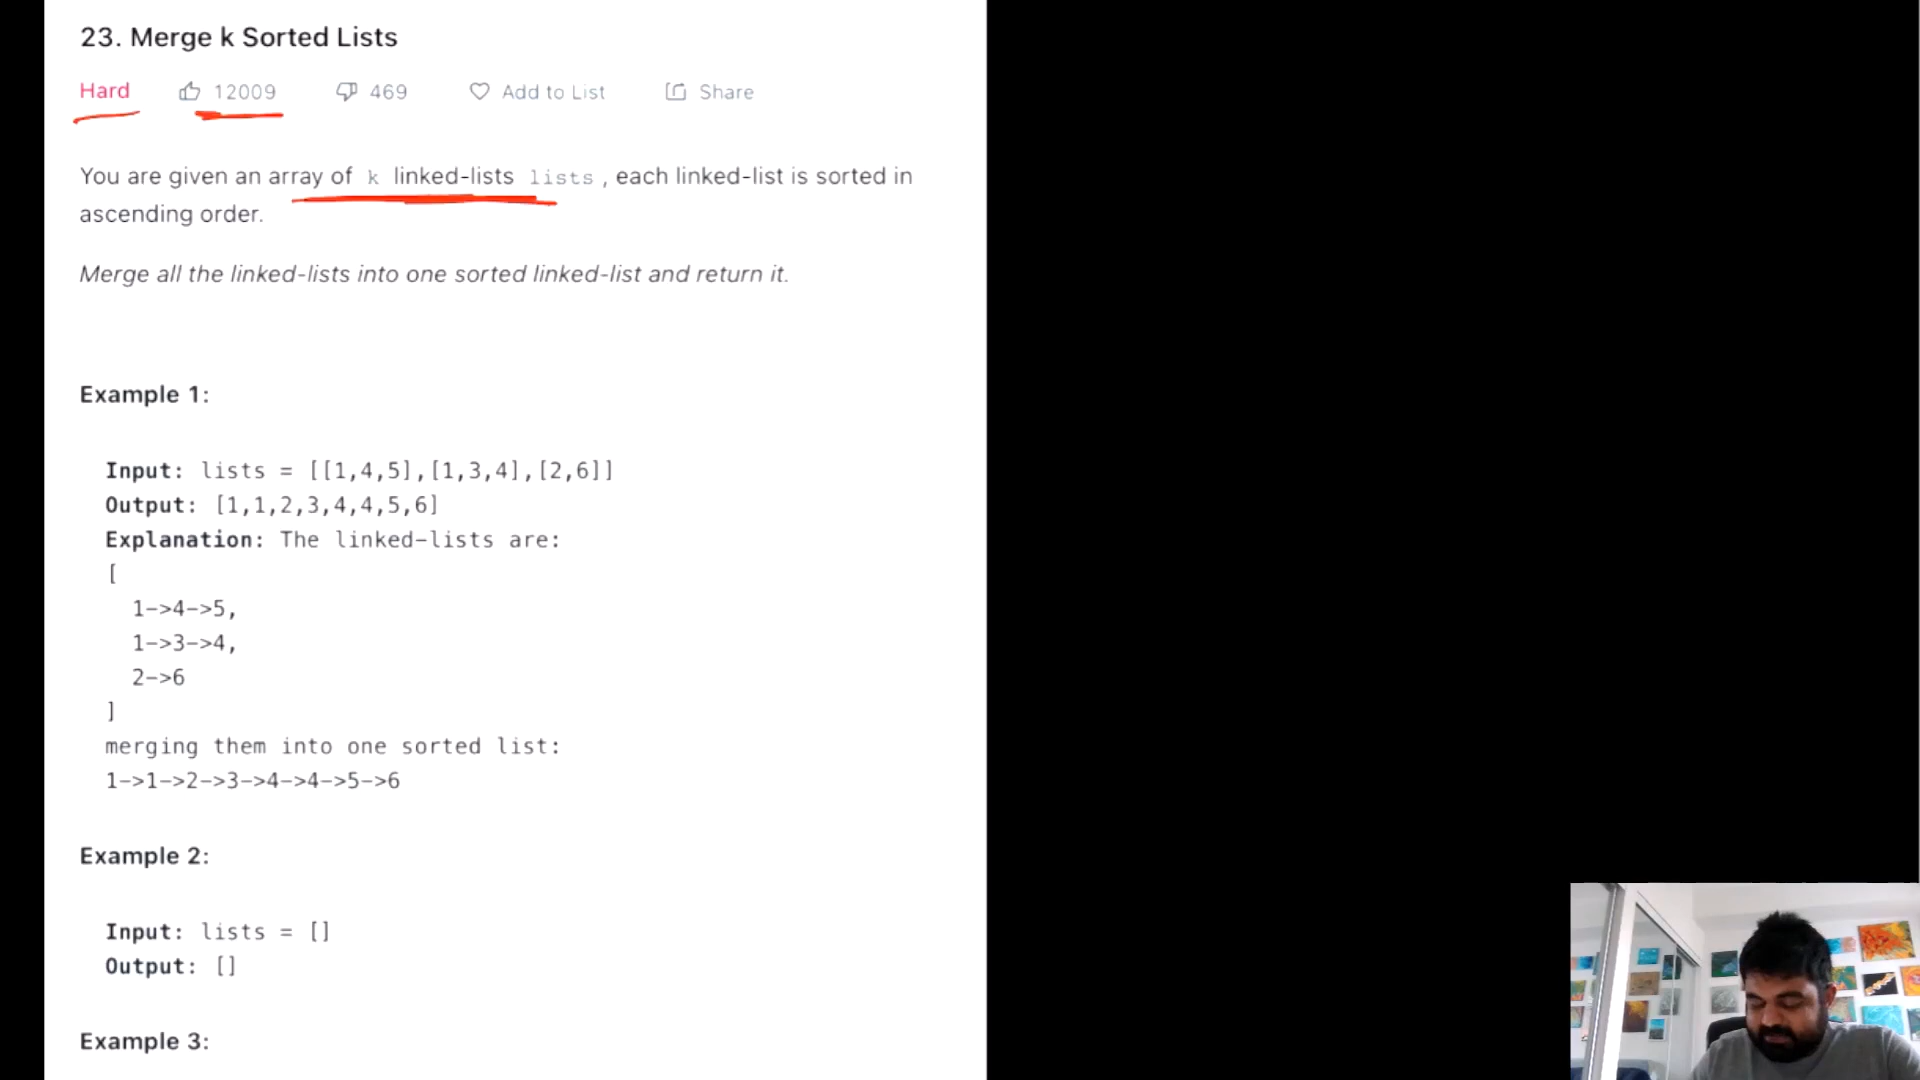 23. Merge k Sorted Lists
Hard 12009 469 Add to List Share
You are given an array of k linked-lists lists, each linked-list is sorted in
ascending order.
Merge all the linked-lists into one sorted linked-list and return it.
Example 1:
Input: lists = [[1,4,5],[1,3,4],[2,6]]
Output: [1,1,2,3,4,4,5,6]
Explanation: The linked-lists are:
[
1->4->5,
1->3->4,
2->6
]
merging them into one sorted list:
1->1->2->3->4->4->5->6
Example 2:
Input: lists = []
Output: []
Example 3: